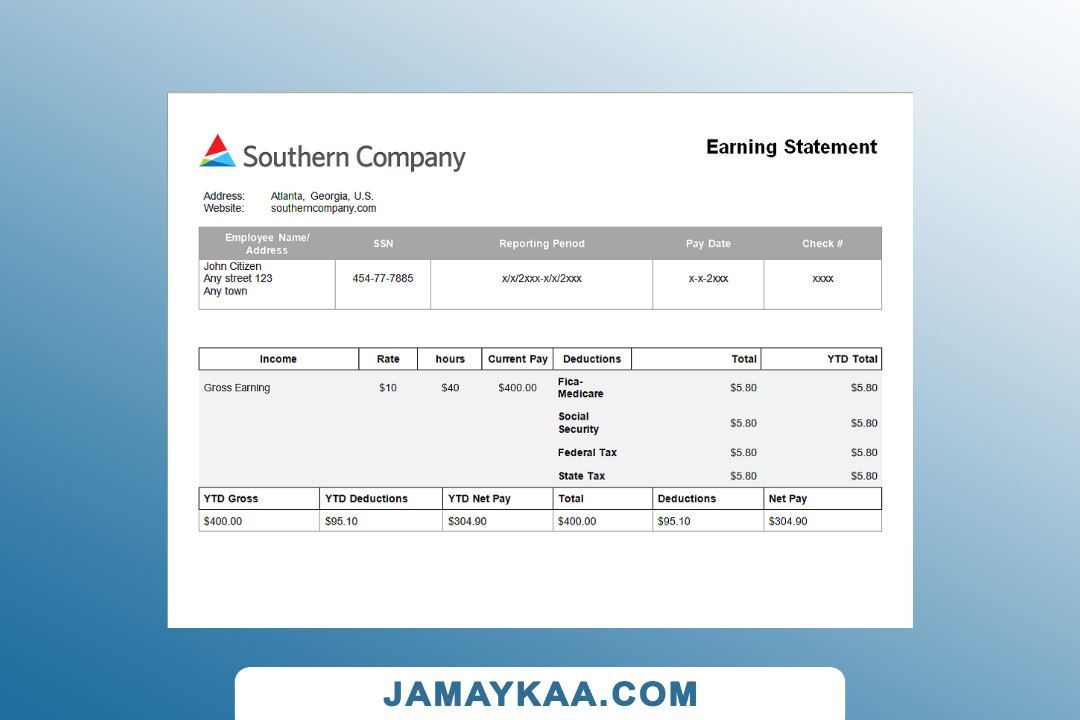 Southern Company
Earning Statement
Address: Atlanta, Georgia, U.S.
Website: southerncompany.com
Employee Name/
Address SSN Reporting Period Pay Date Check #
John Citizen
Any street 123 454-77-7885 x/x/2xxx-x/x/2xxx x-x-2xxx xxxx
Any town
Income Rate hours Current Pay Deductions Total YTD Total
Gross Earning $10 $40 $400.00 Fica-
Medicare $5.80 $5.80
Social
Security $5.80 $5.80
Federal Tax $5.80 $5.80
State Tax $5.80 $5.80
YTD Gross YTD Deductions YTD Net Pay Total Deductions Net Pay
$400.00 $95.10 $304.90 $400.00 $95.10 $304.90
JAMAYKAA.COM